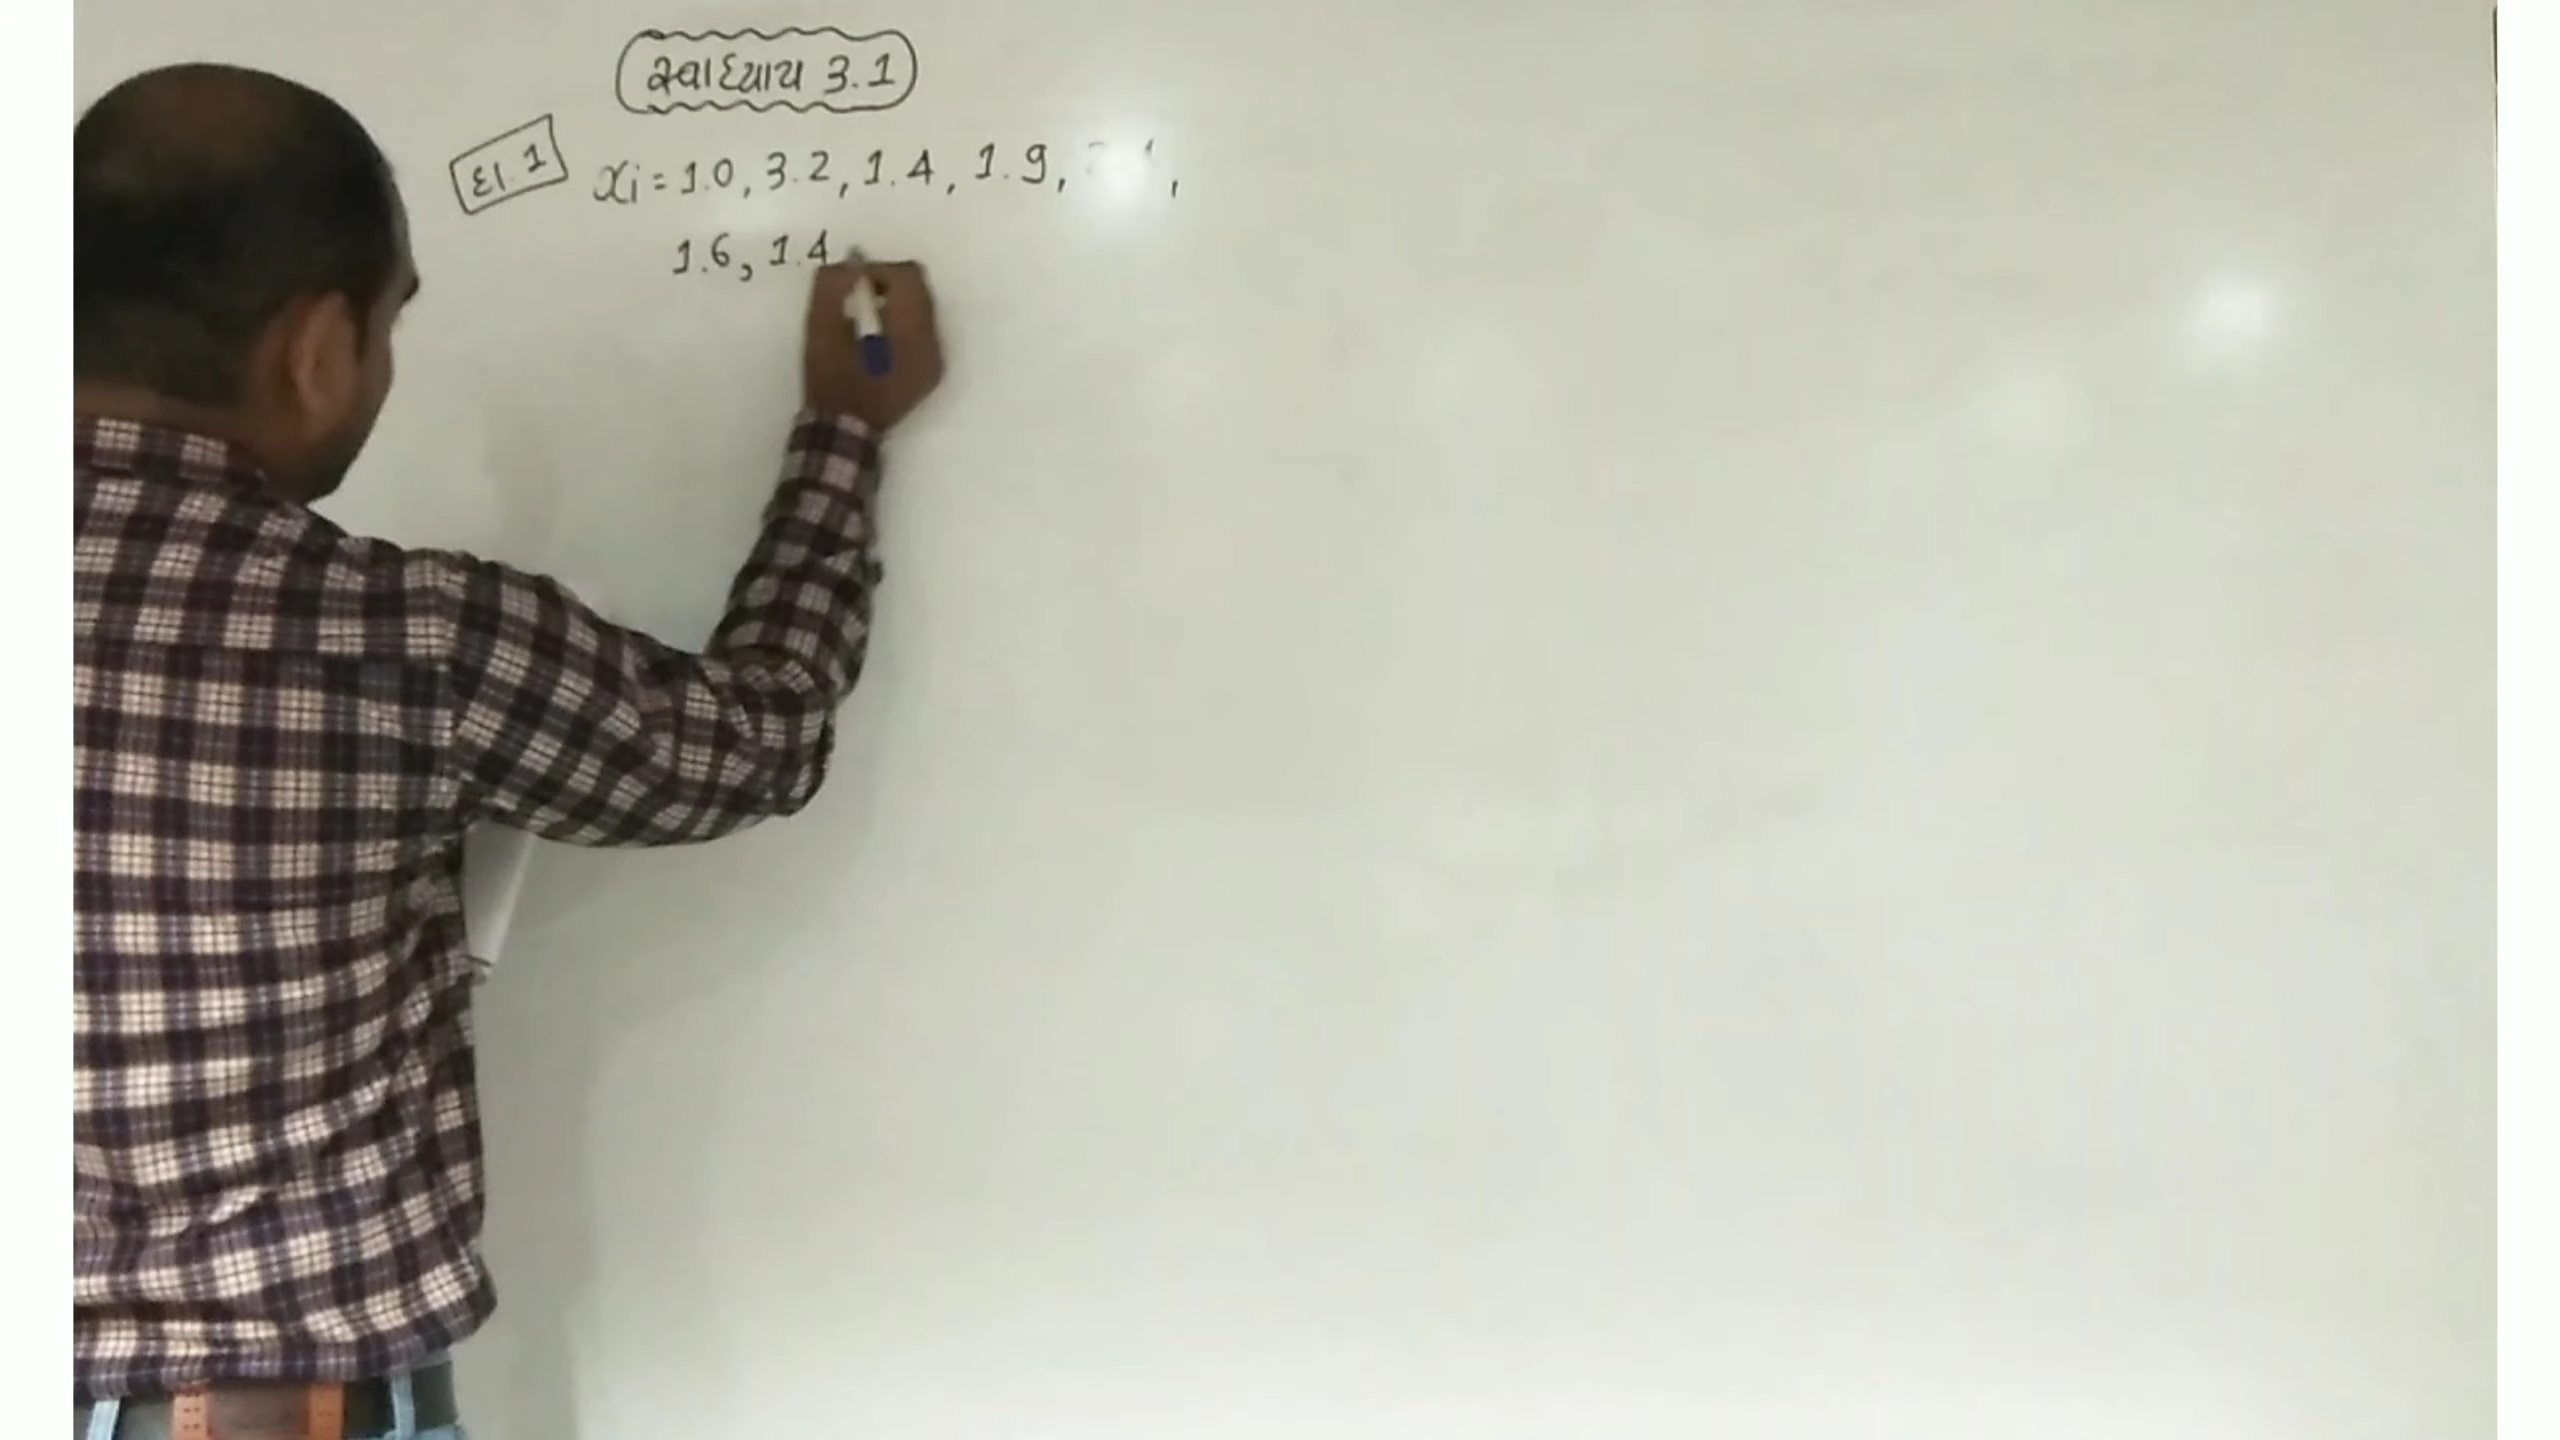 સ્વાધ્યાય 3.1
દા.1 xi = 1.0, 3.2, 1.4, 1.9, ,
1.6, 1.4